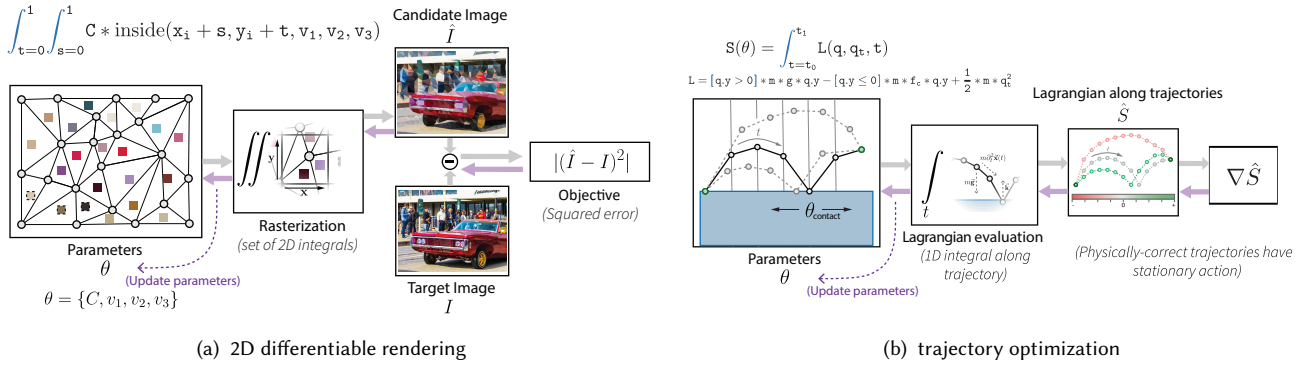 ∫_{t=0}^{1} ∫_{s=0}^{1} C * inside(x_i + s, y_i + t, v_1, v_2, v_3)
Candidate Image
Î
∬
y
x
|(Î − I)^2|
Objective
(Squared error)
Rasterization
(set of 2D integrals)
Parameters
θ
(Update parameters)
θ = {C, v_1, v_2, v_3}
Target Image
I
(a) 2D differentiable rendering
S(θ) = ∫_{t=t_0}^{t_1} L(q, q_t, t)
L = [q.y > 0] * m * g * q.y − [q.y ≤ 0] * m * f_c * q.y + 1/2 * m * q_t^2
t
θ_contact
Parameters
θ
(Update parameters)
∫_t
mg
Lagrangian evaluation
(1D integral along
trajectory)
Lagrangian along trajectories
Ŝ
t
- 0 +
∇Ŝ
(Physically-correct trajectories have
stationary action)
(b) trajectory optimization